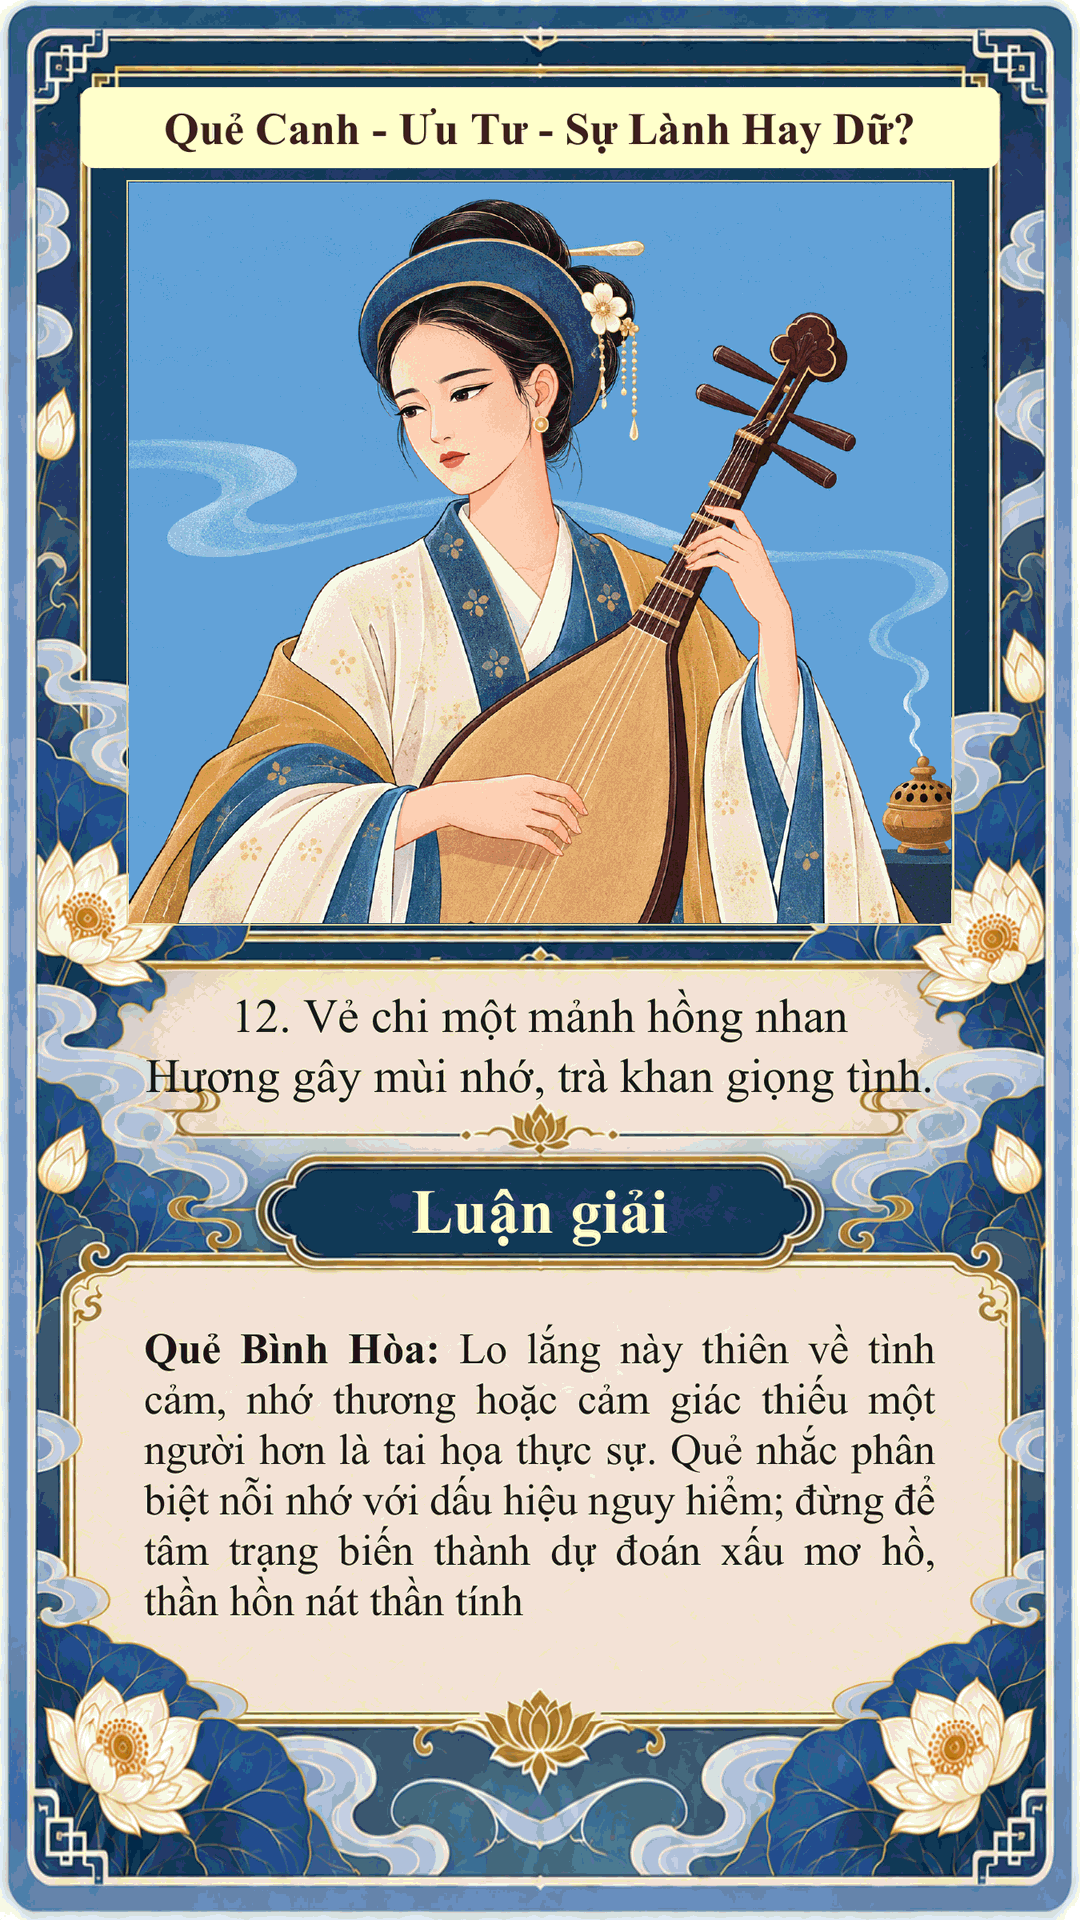 Quẻ Canh - Ưu Tư - Sự Lành Hay Dữ?
12. Vẻ chi một mảnh hồng nhan
Hương gây mùi nhớ, trà khan giọng tình.
Luận giải
Quẻ Bình Hòa: Lo lắng này thiên về tình
cảm, nhớ thương hoặc cảm giác thiếu một
người hơn là tai họa thực sự. Quẻ nhắc phân
biệt nỗi nhớ với dấu hiệu nguy hiểm; đừng để
tâm trạng biến thành dự đoán xấu mơ hồ,
thần hồn nát thần tính